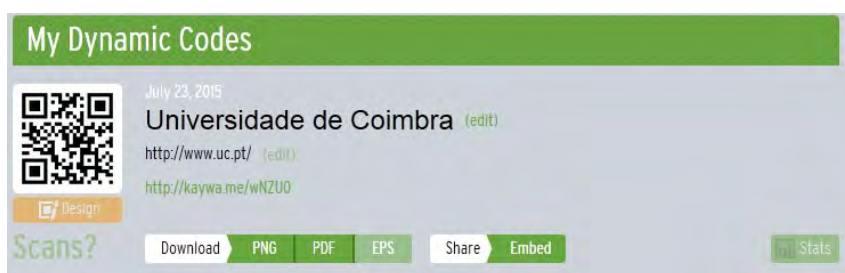 My Dynamic Codes
July 23, 2015
Universidade de Coimbra (edit)
http://www.uc.pt/ (edit)
http://kaywa.me/wNZU0
Design
Scans?
Download PNG PDF EPS Share Embed Stats